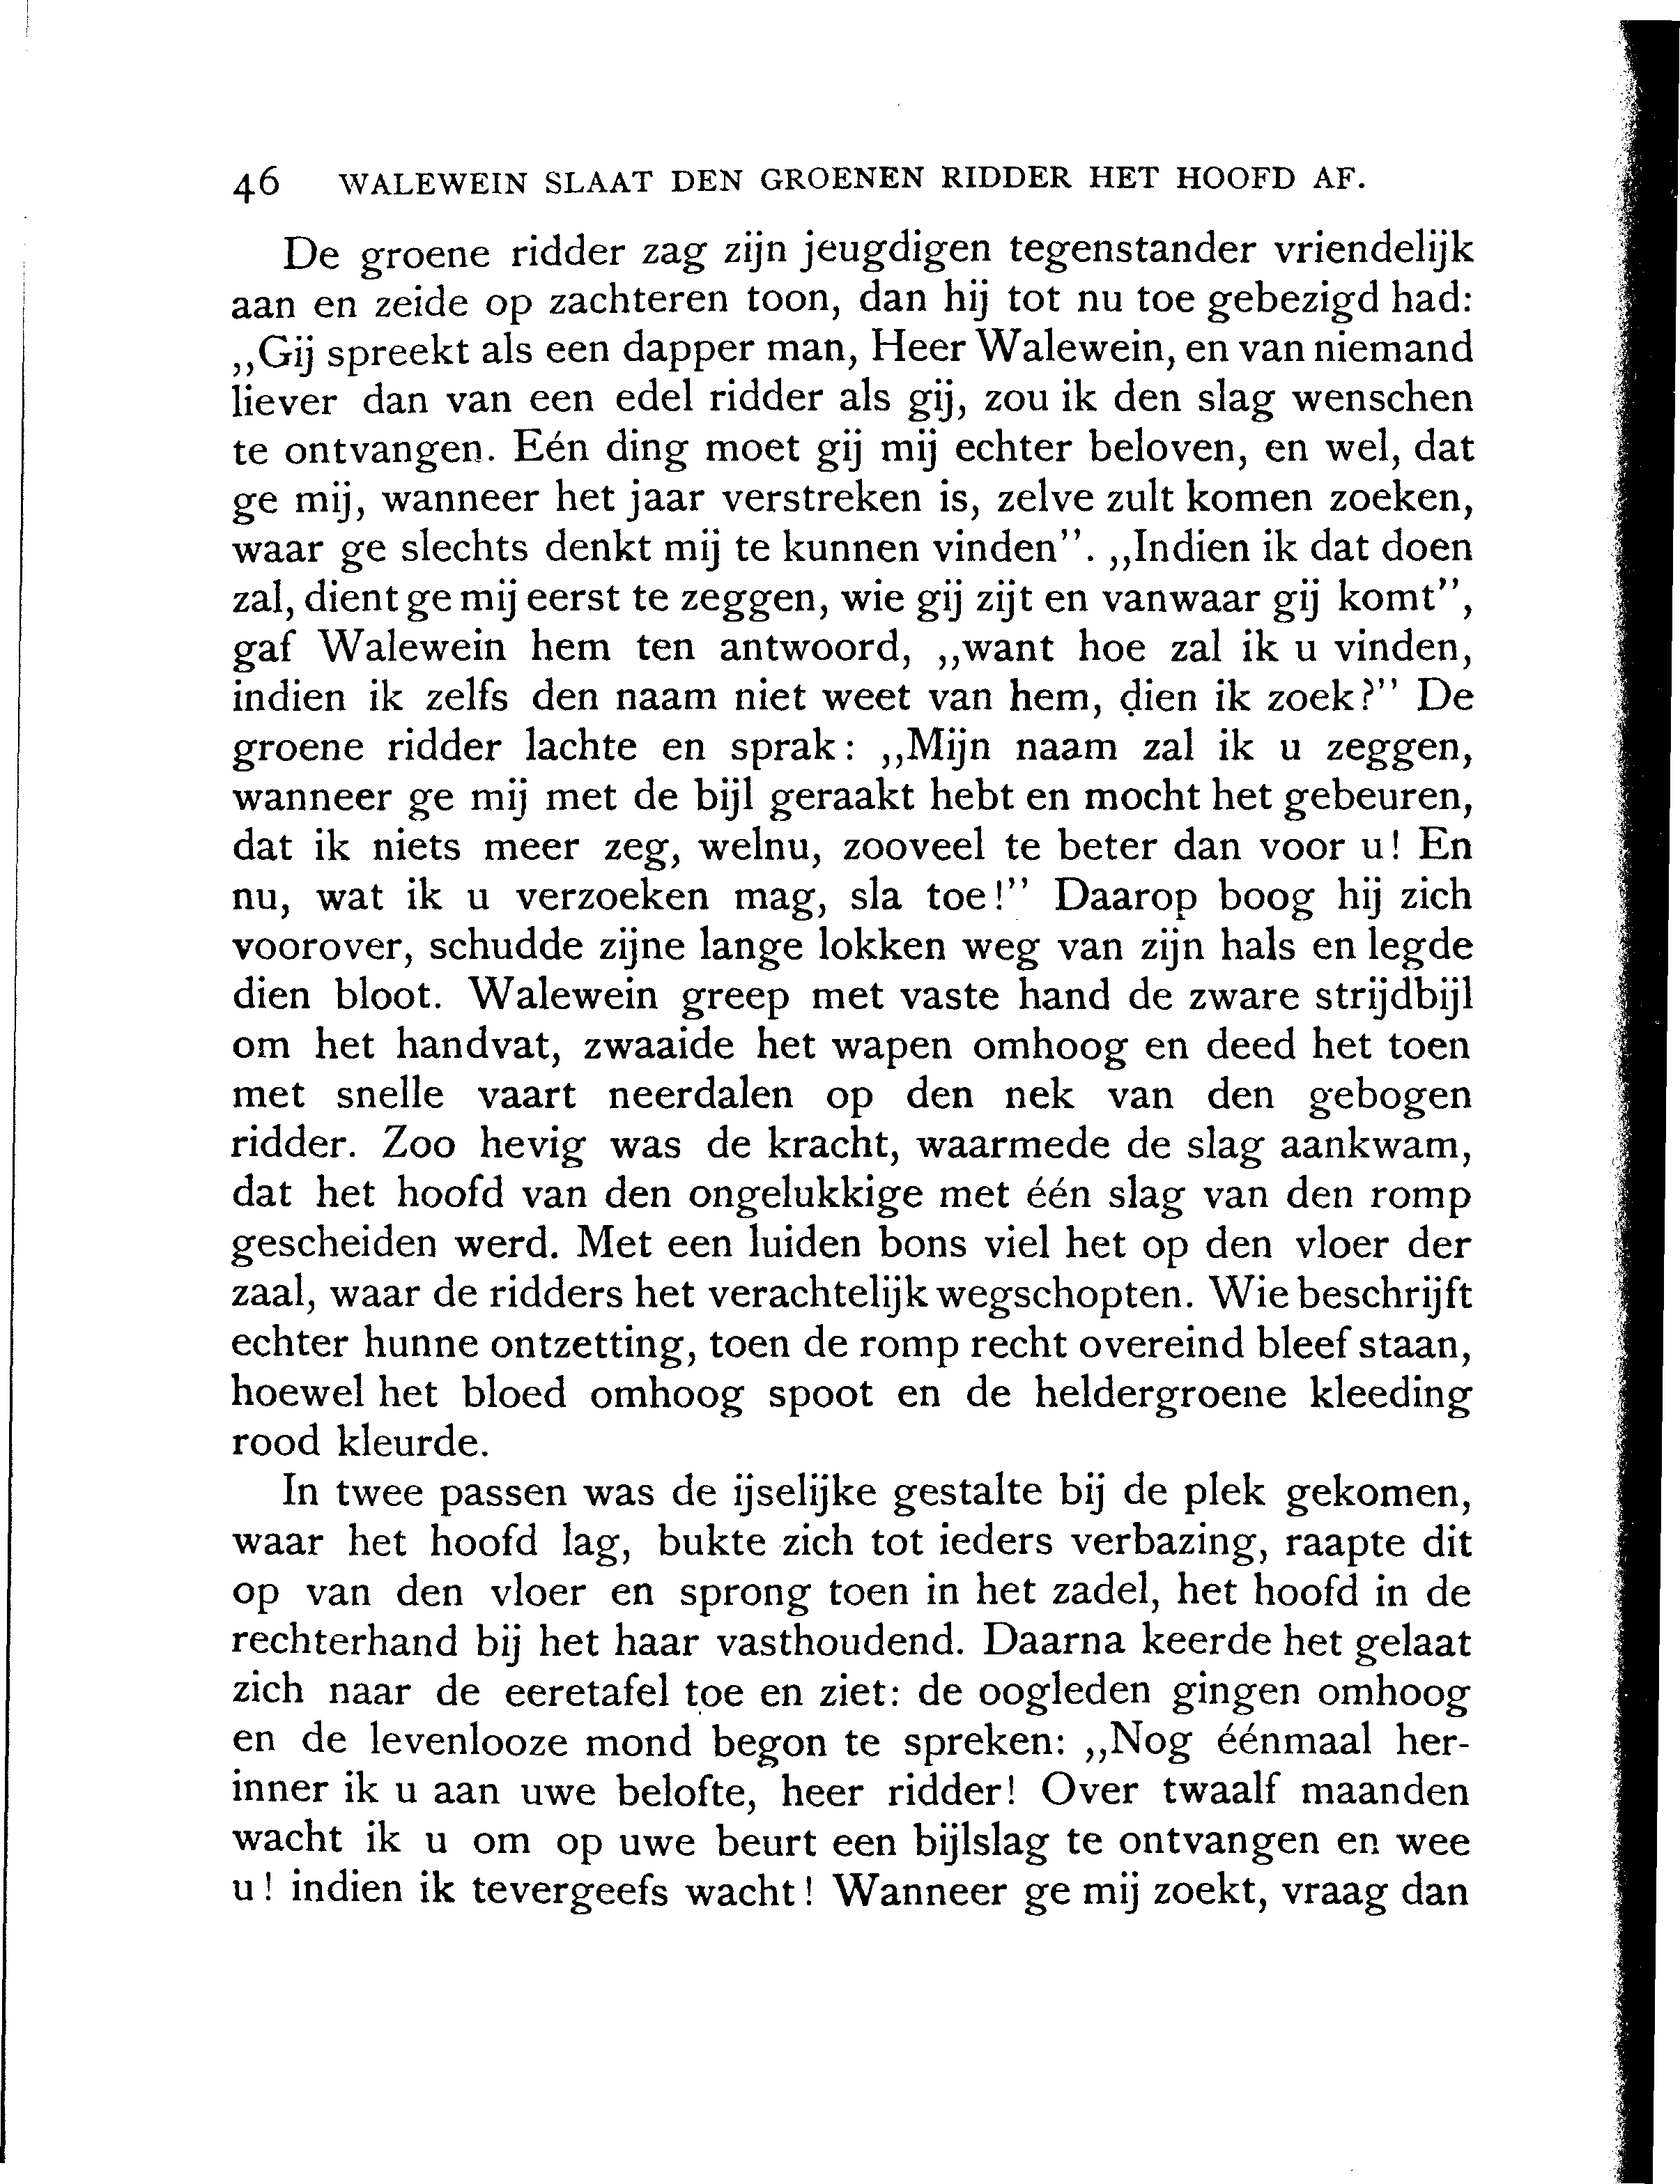 46 WALEWEIN SLAAT DEN GROENEN RIDDER HET HOOFD AF.
De groene ridder zag zijn jeugdigen tegenstander vriendelijk
aan en zeide op zachteren toon, dan hij tot nu toe gebezigd had:
,,Gij spreekt als een dapper man, Heer Walewein, en van niemand
liever dan van een edel ridder als gij, zou ik den slag wenschen
te ontvangen. Eén ding moet gij mij echter beloven, en wel, dat
ge mij, wanneer het jaar verstreken is, zelve zult komen zoeken,
waar ge slechts denkt mij te kunnen vinden''. ,,Indien ik dat doen
zal, dient ge mij eerst te zeggen, wie gij zijt en vanwaar gij komt'',
gaf Walewein hem ten antwoord, ,,want hoe zal ik u vinden,
indien ik zelfs den naam niet weet van hem, dien ik zoek?'' De
groene ridder lachte en sprak: ,,Mijn naam zal ik u zeggen,
wanneer ge mij met de bijl geraakt hebt en mocht het gebeuren,
dat ik niets meer zeg, welnu, zooveel te beter dan voor u! En
nu, wat ik u verzoeken mag, sla toe!'' Daarop boog hij zich
voorover, schudde zijne lange lokken weg van zijn hals en legde
dien bloot. Walewein greep met vaste hand de zware strijdbijl
om het handvat, zwaaide het wapen omhoog en deed het toen
met snelle vaart neerdalen op den nek van den gebogen
ridder. Zoo hevig was de kracht, waarmede de slag aankwam,
dat het hoofd van den ongelukkige met één slag van den romp
gescheiden werd. Met een luiden bons viel het op den vloer der
zaal, waar de ridders het verachtelijk wegschopten. Wie beschrijft
echter hunne ontzetting, toen de romp recht overeind bleef staan,
hoewel het bloed omhoog spoot en de heldergroene kleeding
rood kleurde.
In twee passen was de ijselijke gestalte bij de plek gekomen,
waar het hoofd lag, bukte zich tot ieders verbazing, raapte dit
op van den vloer en sprong toen in het zadel, het hoofd in de
rechterhand bij het haar vasthoudend. Daarna keerde het gelaat
zich naar de eeretafel toe en ziet: de oogleden gingen omhoog
en de levenlooze mond begon te spreken: ,,Nog éénmaal her-
inner ik u aan uwe belofte, heer ridder! Over twaalf maanden
wacht ik u om op uwe beurt een bijlslag te ontvangen en wee
u! indien ik tevergeefs wacht! Wanneer ge mij zoekt, vraag dan